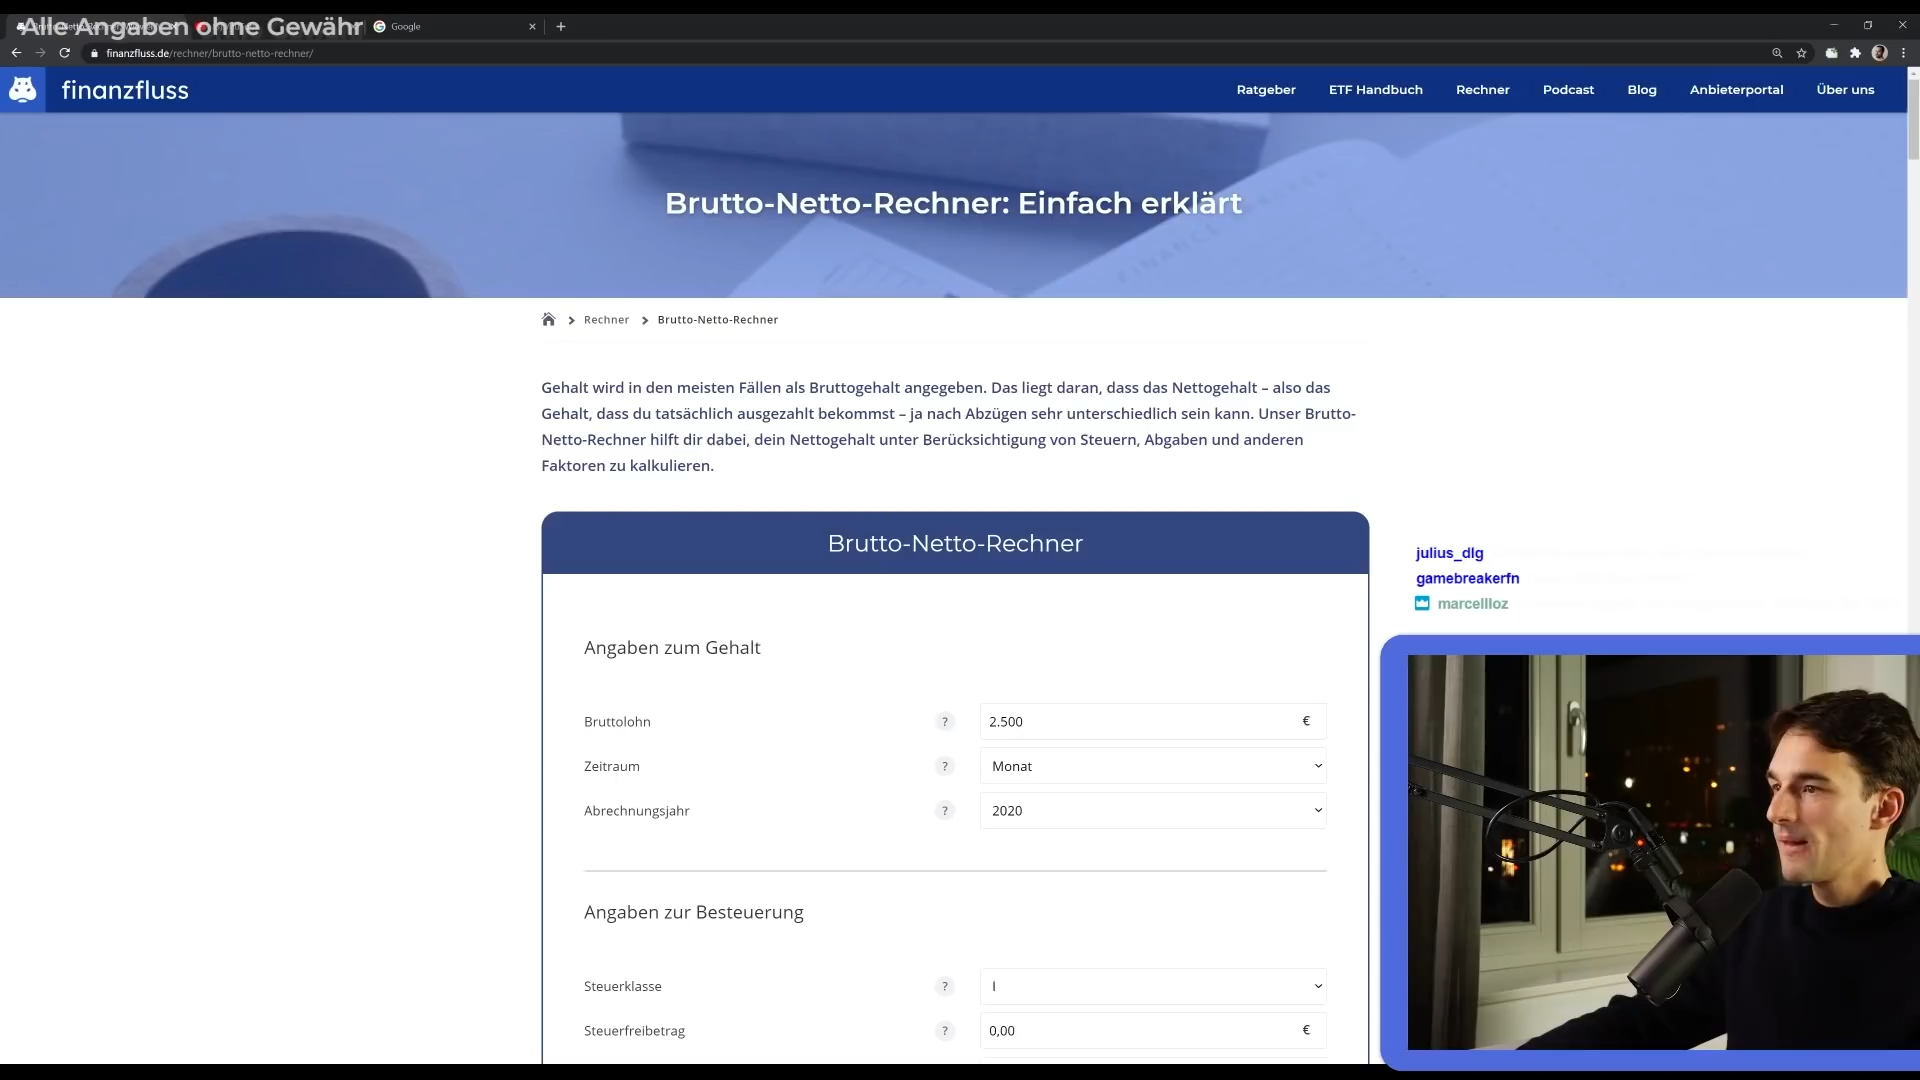 Alle Angaben ohne Gewähr
Google
finanzfluss.de/rechner/brutto-netto-rechner/
finanzfluss
Ratgeber
ETF Handbuch
Rechner
Podcast
Blog
Anbieterportal
Über uns
Brutto-Netto-Rechner: Einfach erklärt
Rechner
Brutto-Netto-Rechner
Gehalt wird in den meisten Fällen als Bruttogehalt angegeben. Das liegt daran, dass das Nettogehalt – also das
Gehalt, dass du tatsächlich ausgezahlt bekommst – ja nach Abzügen sehr unterschiedlich sein kann. Unser Brutto-
Netto-Rechner hilft dir dabei, dein Nettogehalt unter Berücksichtigung von Steuern, Abgaben und anderen
Faktoren zu kalkulieren.
Brutto-Netto-Rechner
Angaben zum Gehalt
Bruttolohn ? 2.500 €
Zeitraum ? Monat
Abrechnungsjahr ? 2020
Angaben zur Besteuerung
Steuerklasse ? I
Steuerfreibetrag ? 0,00 €
julius_dlg
gamebreakerfn
marcellloz